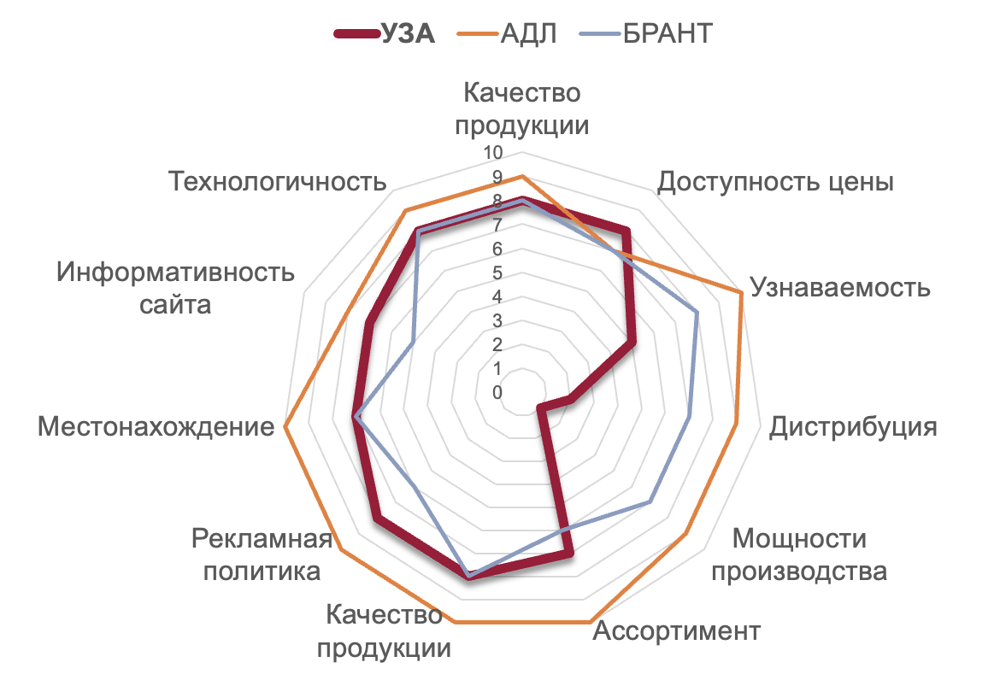 УЗА АДЛ БРАНТ
Качество
продукции
10
9
8
7
6
5
4
3
2
1
0
Доступность цены
Узнаваемость
Дистрибуция
Мощности
производства
Ассортимент
Качество
продукции
Рекламная
политика
Местонахождение
Информативность
сайта
Технологичность